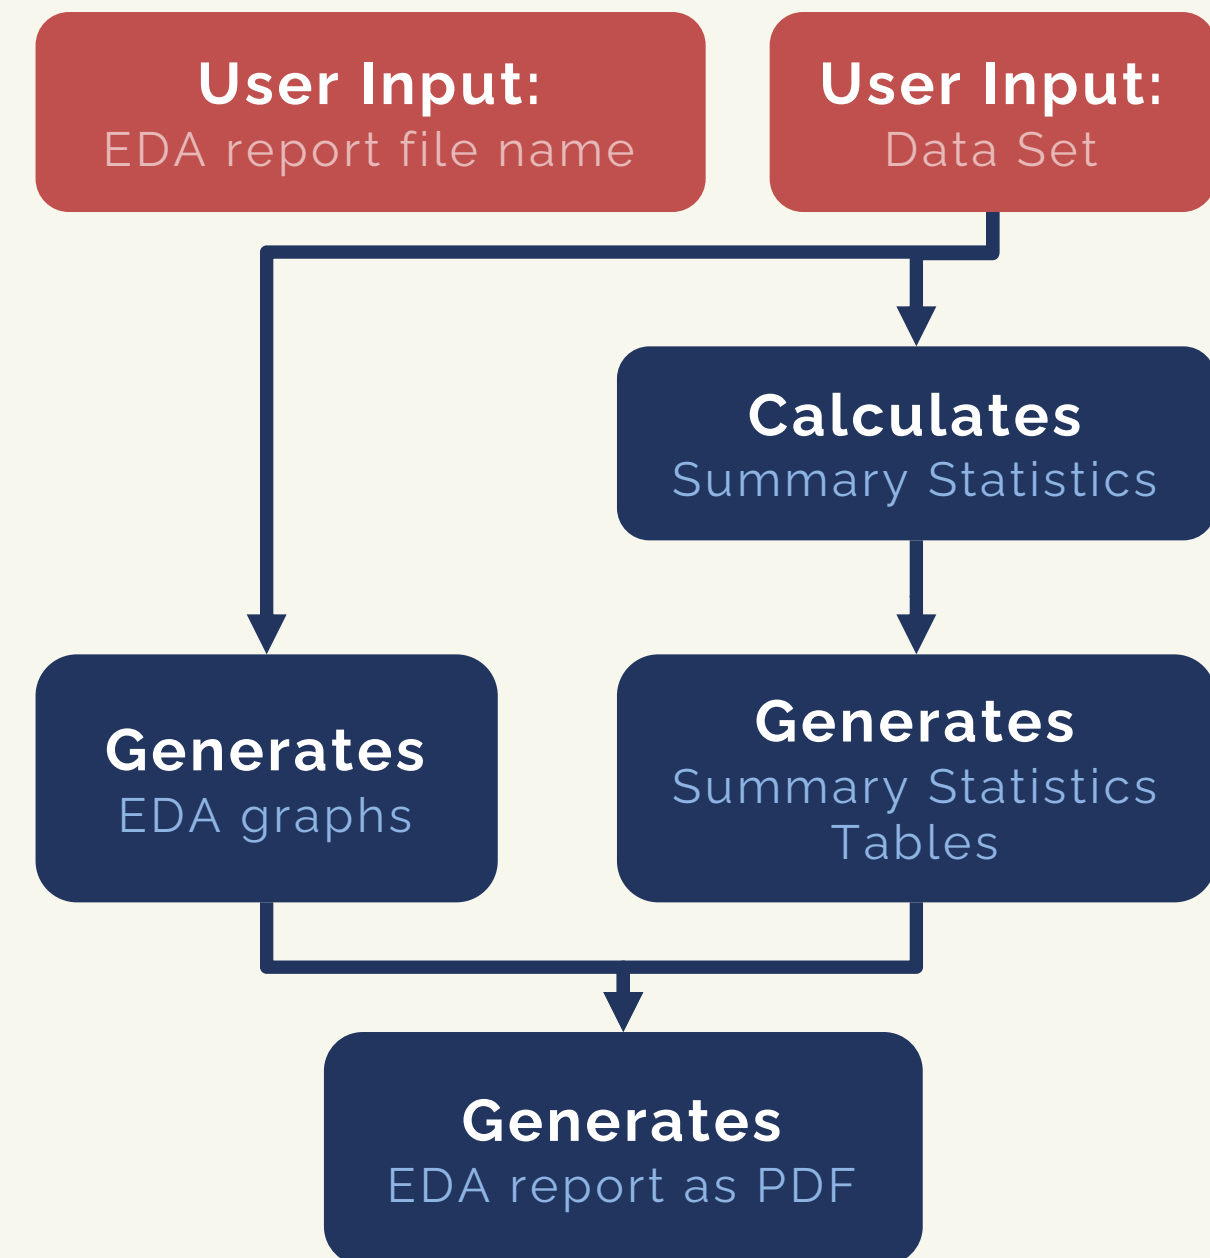 User Input:
EDA report file name
User Input:
Data Set
Calculates
Summary Statistics
Generates
EDA graphs
Generates
Summary Statistics
Tables
Generates
EDA report as PDF